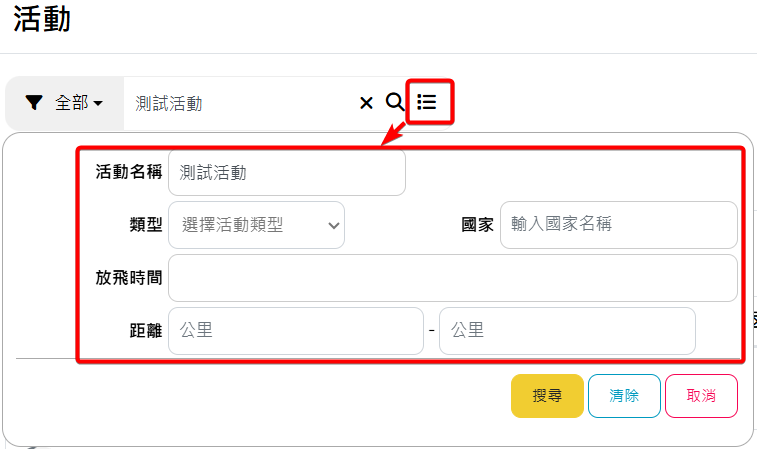 活動
全部 測試活動
活動名稱 測試活動
類型 選擇活動類型 國家 輸入國家名稱
放飛時間
距離 公里 - 公里
搜尋 清除 取消